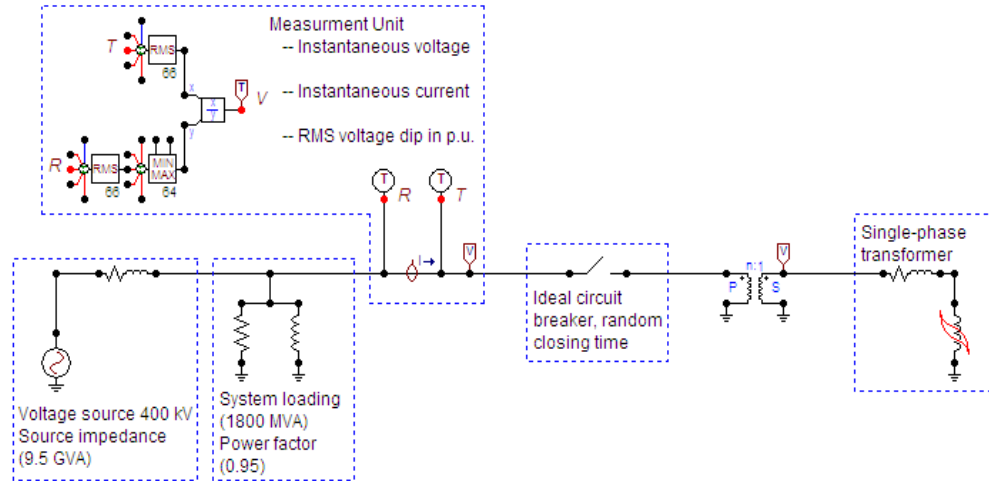 Measurment Unit
-- Instantaneous voltage
-- Instantaneous current
-- RMS voltage dip in p.u.
T
RMS
66
x
x
y
T
V
y
R
RMS
66
MIN
MAX
64
T
R
T
T
I
V
n:1
P
S
V
Single-phase
transformer
Ideal circuit
breaker, random
closing time
Voltage source 400 kV
Source impedance
(9.5 GVA)
System loading
(1800 MVA)
Power factor
(0.95)